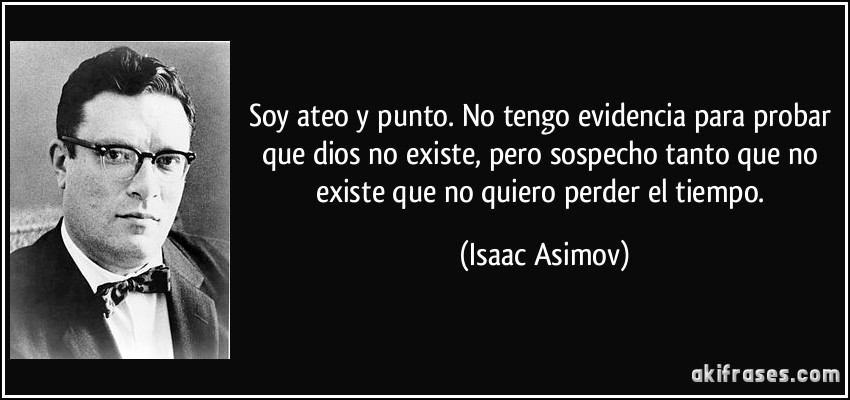 Soy ateo y punto. No tengo evidencia para probar
que dios no existe, pero sospecho tanto que no
existe que no quiero perder el tiempo.
(Isaac Asimov)
akifrases.com